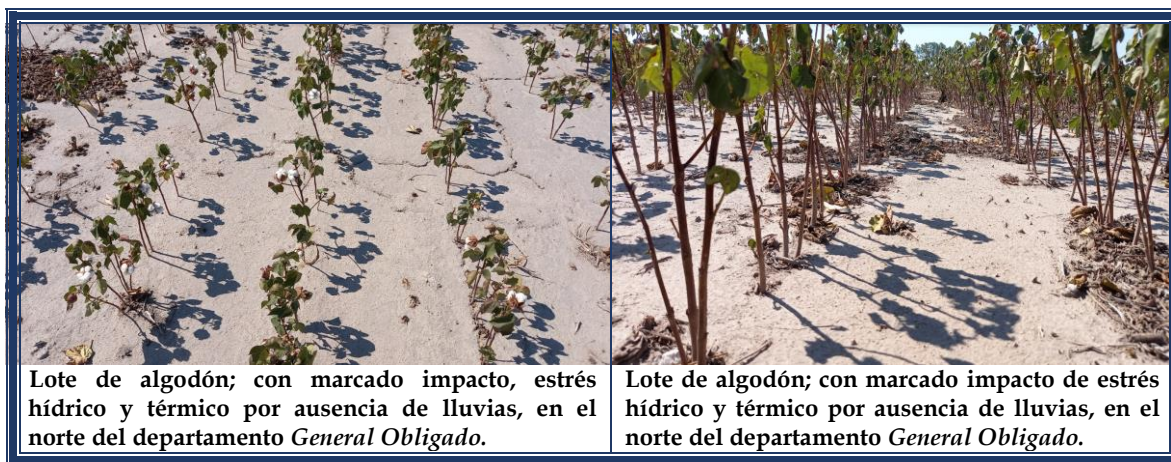 Lote de algodón; con marcado impacto, estrés
hídrico y térmico por ausencia de lluvias, en el
norte del departamento General Obligado.
Lote de algodón; con marcado impacto de estrés
hídrico y térmico por ausencia de lluvias, en el
norte del departamento General Obligado.